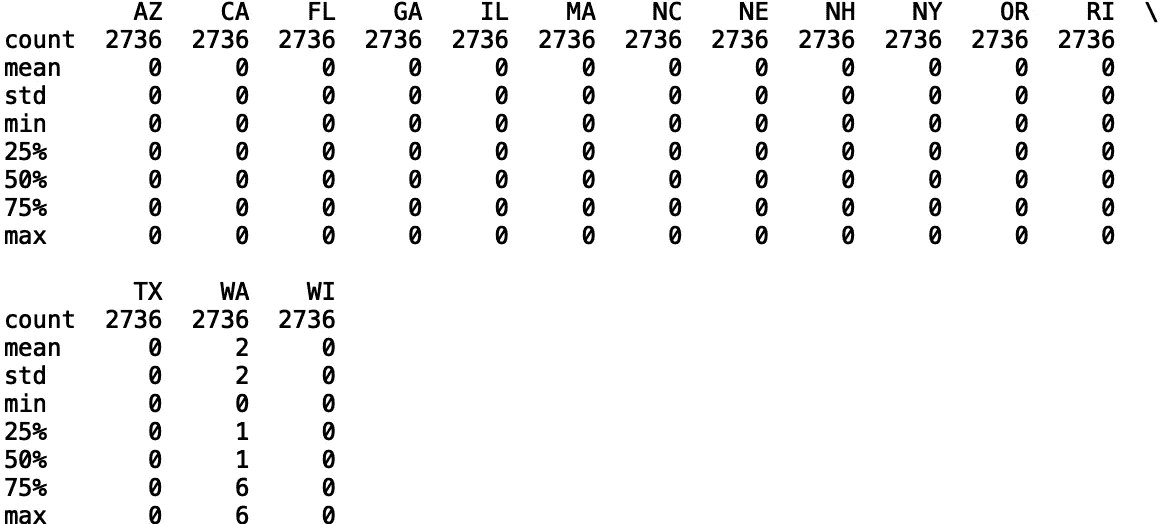 AZ CA FL GA IL MA NC NE NH NY OR RI \
count 2736 2736 2736 2736 2736 2736 2736 2736 2736 2736 2736 2736
mean 0 0 0 0 0 0 0 0 0 0 0 0
std 0 0 0 0 0 0 0 0 0 0 0 0
min 0 0 0 0 0 0 0 0 0 0 0 0
25% 0 0 0 0 0 0 0 0 0 0 0 0
50% 0 0 0 0 0 0 0 0 0 0 0 0
75% 0 0 0 0 0 0 0 0 0 0 0 0
max 0 0 0 0 0 0 0 0 0 0 0 0
TX WA WI
count 2736 2736 2736
mean 0 2 0
std 0 2 0
min 0 0 0
25% 0 1 0
50% 0 1 0
75% 0 6 0
max 0 6 0